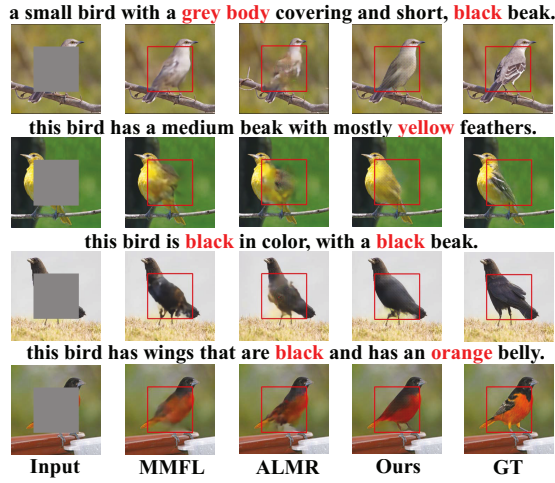 a small bird with a grey body covering and short, black beak.
this bird has a medium beak with mostly yellow feathers.
this bird is black in color, with a black beak.
this bird has wings that are black and has an orange belly.
Input MMFL ALMR Ours GT